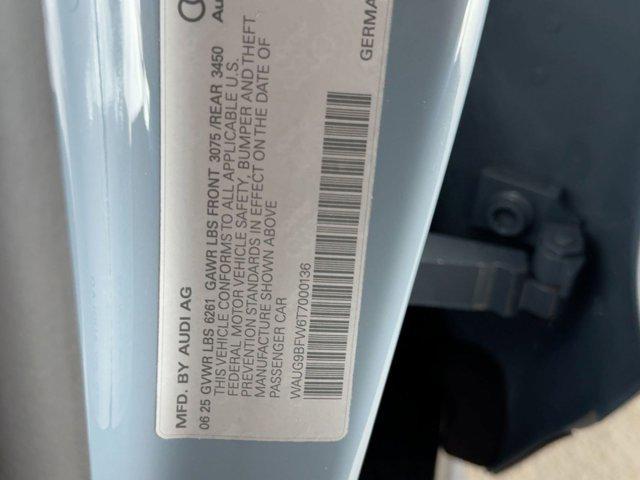 MFD. BY AUDI AG
06 25 GVWR LBS 6261 GAWR LBS FRONT 3075 /REAR 3450
THIS VEHICLE CONFORMS TO ALL APPLICABLE U.S.
FEDERAL MOTOR VEHICLE SAFETY, BUMPER AND THEFT
PREVENTION STANDARDS IN EFFECT ON THE DATE OF
MANUFACTURE SHOWN ABOVE
PASSENGER CAR
WAUG9BFW6T7000136
Au
GERMA